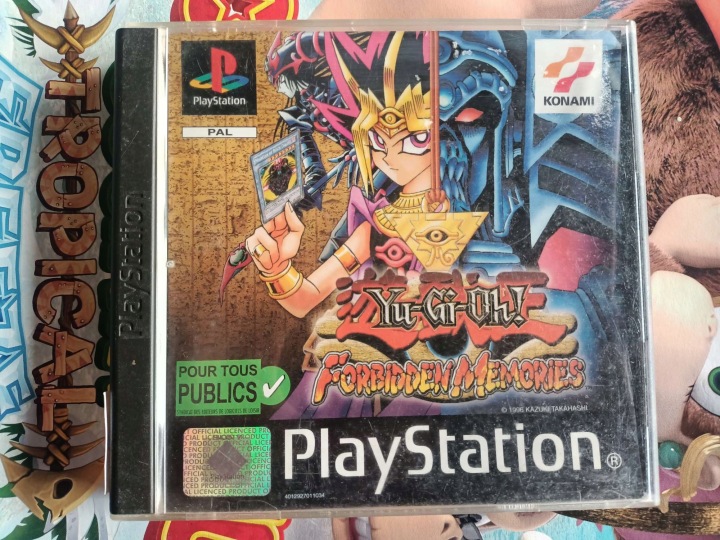 TROPICAL
PlayStation
PlayStation
PAL
KONAMI
Yu-Gi-Oh!
FORBIDDEN MEMORIES
© 1996 KAZUKI TAKAHASHI
POUR TOUS
PUBLICS
OFFICIAL LICENCED PRODUCT
PlayStation®
4012927011034